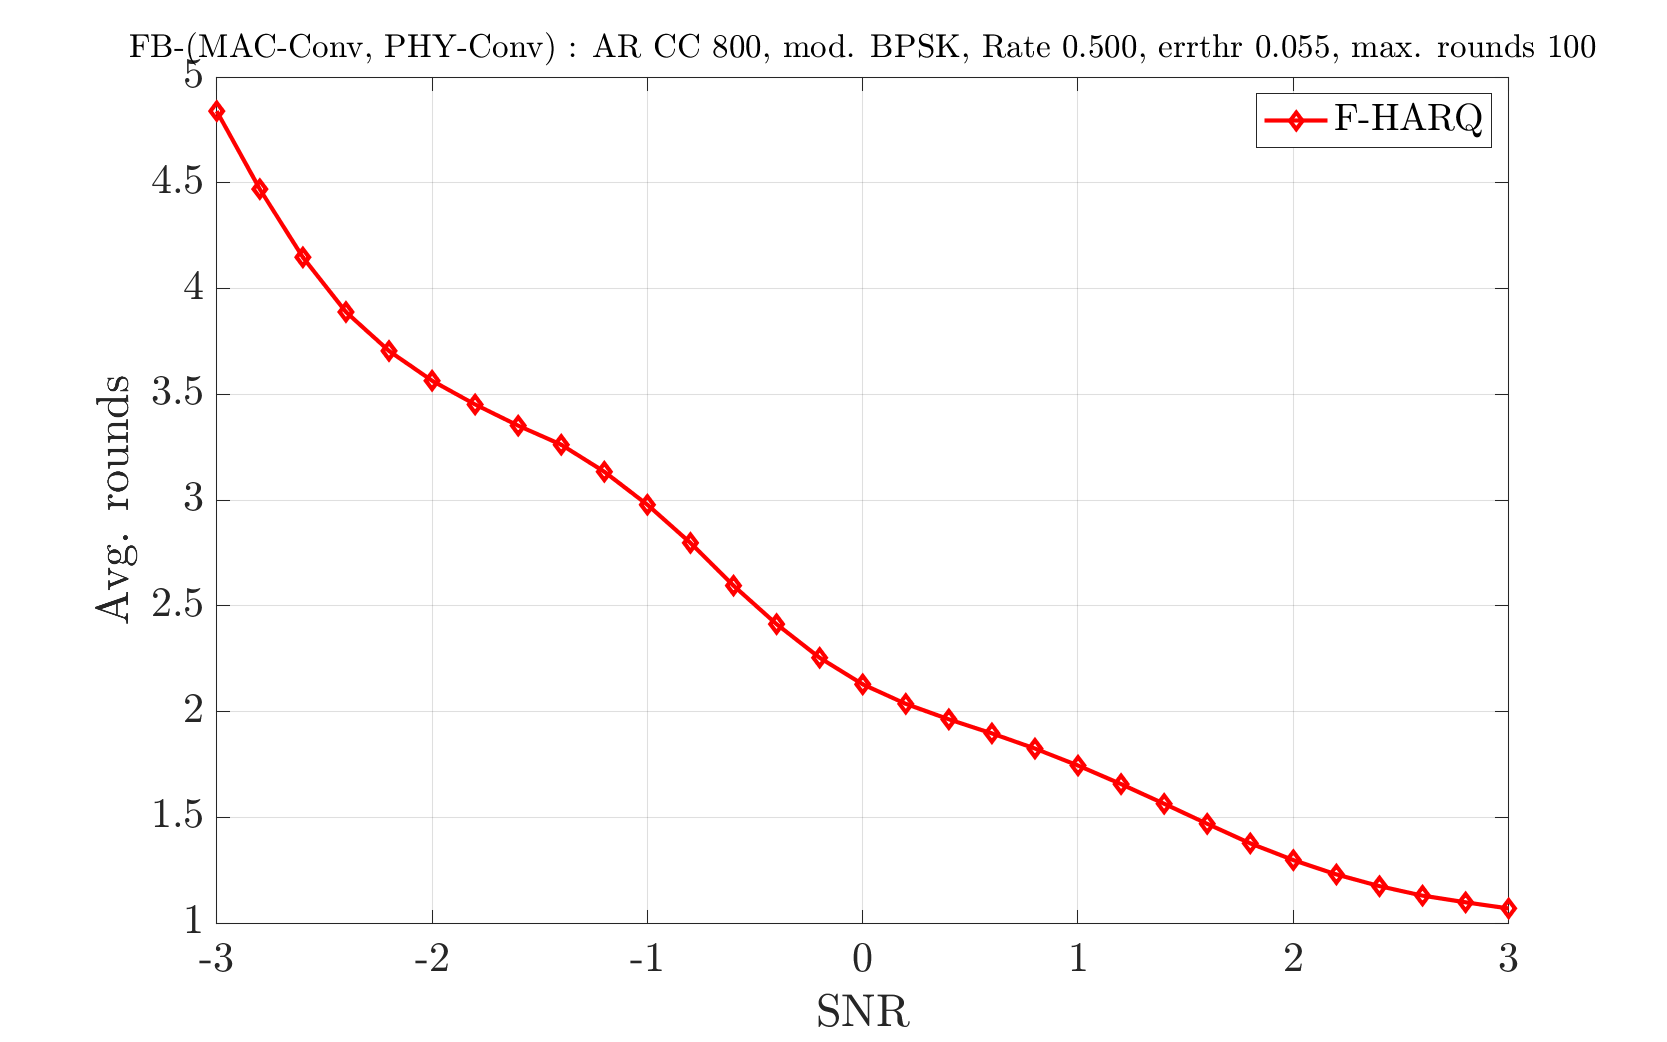 FB-(MAC-Conv, PHY-Conv) : AR CC 800, mod. BPSK, Rate 0.500, errthr 0.055, max. rounds 100
F-HARQ
5
4.5
4
3.5
3
2.5
2
1.5
1
Avg. rounds
-3 -2 -1 0 1 2 3
SNR